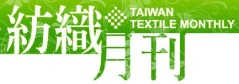 紡織月刊
TAIWAN
TEXTILE MONTHLY